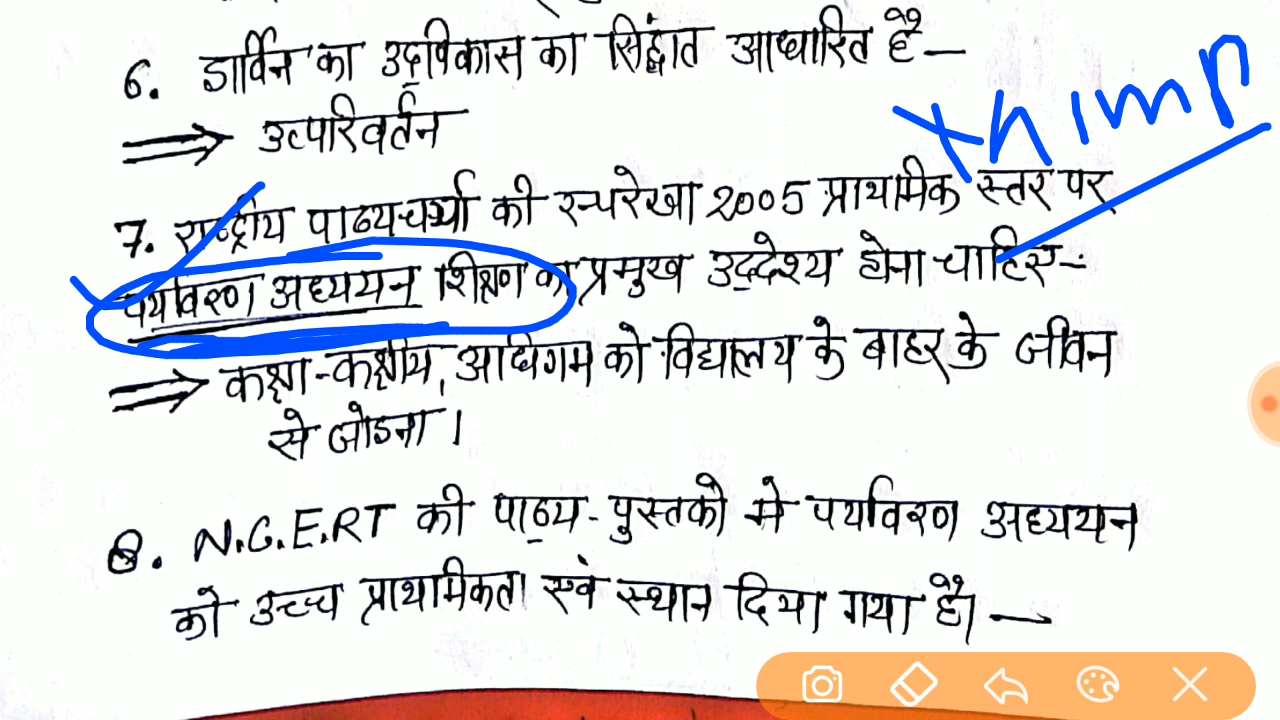 6. डार्विन का उद्विकास का सिद्वांत आधारित है—
⟹ उत्परिवर्तन
7. राष्ट्रीय पाठ्यचर्या की रूपरेखा 2005 प्राथमिक स्तर पर
पर्यावरण अध्ययन शिक्षण का प्रमुख उद्देश्य होना चाहिए-:
⟹ कक्षा-कक्षीय, अधिगम को विद्यालय के बाहर के जीवन
से जोडना।
8. N.C.E.RT की पाठ्य-पुस्तको मे पर्यावरण अध्ययन
को उच्च प्राथमिकता एवं स्थान दिया गया है। —